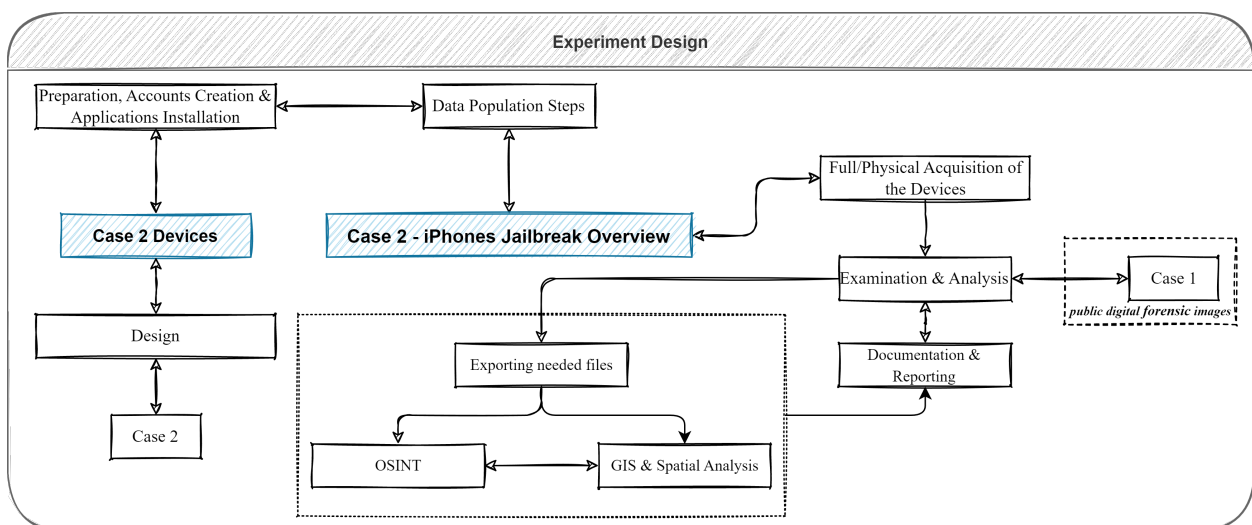 Experiment Design
Preparation, Accounts Creation &
Applications Installation
Data Population Steps
Full/Physical Acquisition of
the Devices
Case 2 Devices
Case 2 - iPhones Jailbreak Overview
Examination & Analysis
Case 1
public digital forensic images
Design
Exporting needed files
Documentation &
Reporting
Case 2
OSINT
GIS & Spatial Analysis